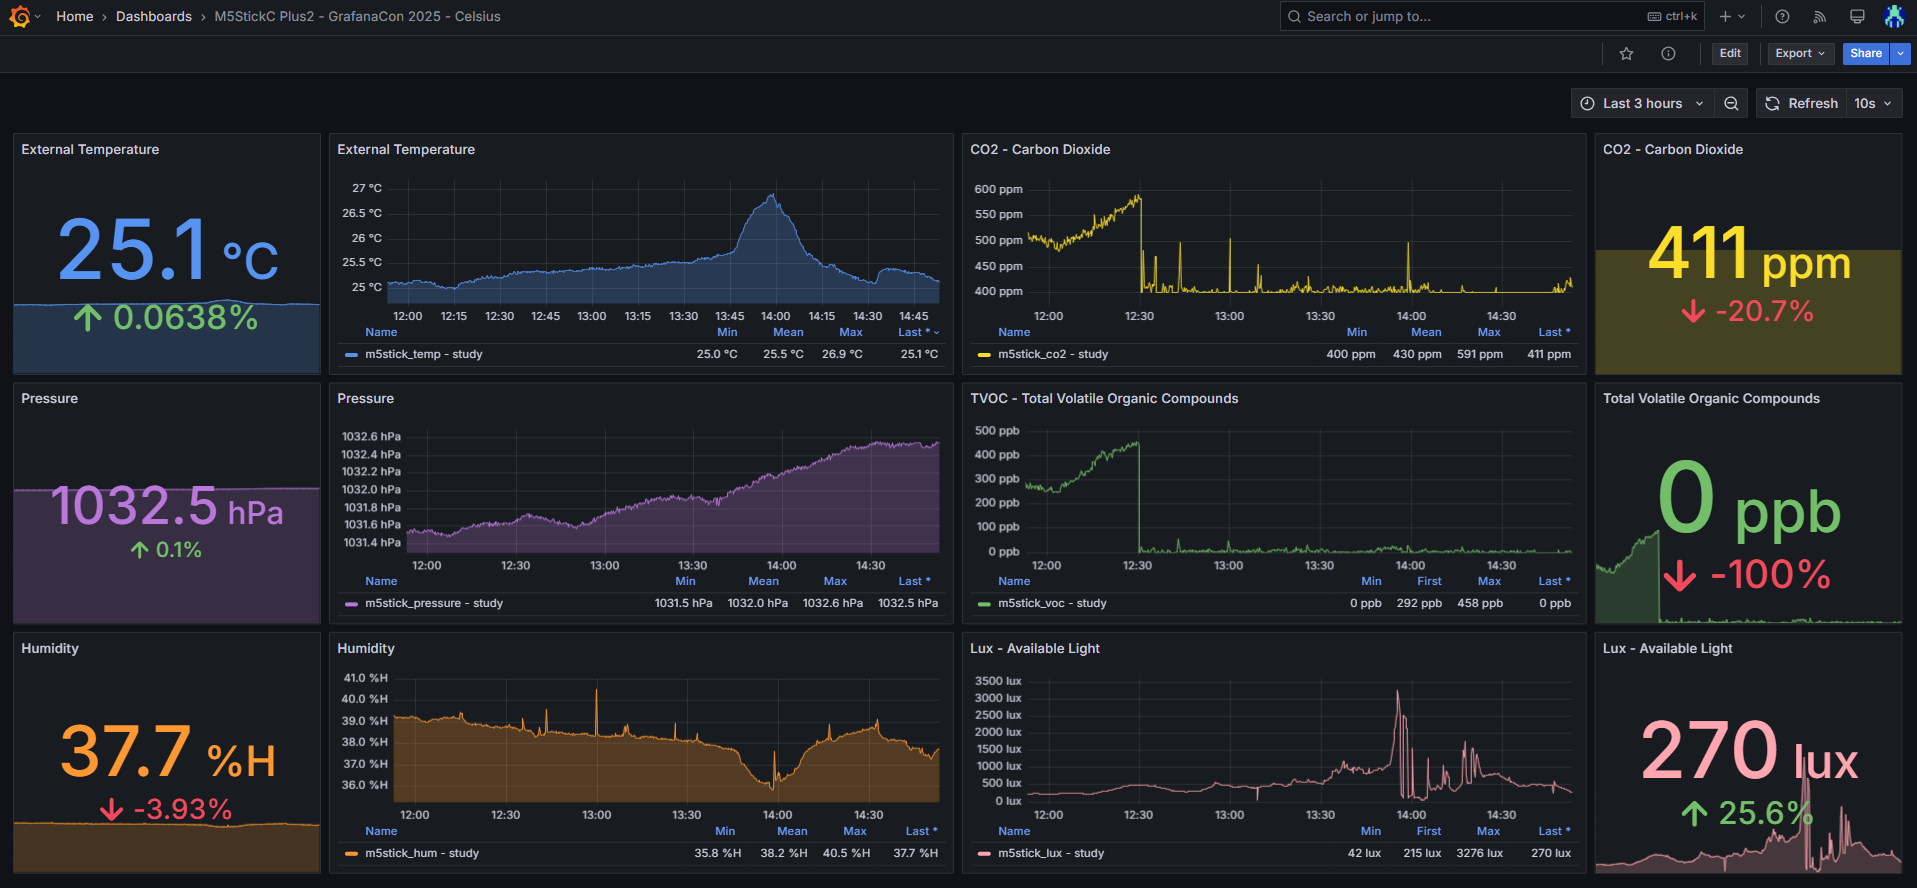 Home › Dashboards › M5StickC Plus2 - GrafanaCon 2025 - Celsius
Search or jump to... ctrl+k
Edit Export Share
Last 3 hours Refresh 10s
External Temperature
25.1 °C
0.0638%
External Temperature
27 °C
26.5 °C
26 °C
25.5 °C
25 °C
12:00 12:15 12:30 12:45 13:00 13:15 13:30 13:45 14:00 14:15 14:30 14:45
Name Min Mean Max Last *
m5stick_temp - study 25.0 °C 25.5 °C 26.9 °C 25.1 °C
CO2 - Carbon Dioxide
600 ppm
550 ppm
500 ppm
450 ppm
400 ppm
12:00 12:30 13:00 13:30 14:00 14:30
Name Min Mean Max Last *
m5stick_co2 - study 400 ppm 430 ppm 591 ppm 411 ppm
CO2 - Carbon Dioxide
411 ppm
-20.7%
Pressure
1032.5 hPa
0.1%
Pressure
1032.6 hPa
1032.4 hPa
1032.2 hPa
1032.0 hPa
1031.8 hPa
1031.6 hPa
1031.4 hPa
12:00 12:30 13:00 13:30 14:00 14:30
Name Min Mean Max Last *
m5stick_pressure - study 1031.5 hPa 1032.0 hPa 1032.6 hPa 1032.5 hPa
TVOC - Total Volatile Organic Compounds
500 ppb
400 ppb
300 ppb
200 ppb
100 ppb
0 ppb
12:00 12:30 13:00 13:30 14:00 14:30
Name Min First Max Last *
m5stick_voc - study 0 ppb 292 ppb 458 ppb 0 ppb
Total Volatile Organic Compounds
0 ppb
-100%
Humidity
37.7 %H
-3.93%
Humidity
41.0 %H
40.0 %H
39.0 %H
38.0 %H
37.0 %H
36.0 %H
12:00 12:30 13:00 13:30 14:00 14:30
Name Min Mean Max Last *
m5stick_hum - study 35.8 %H 38.2 %H 40.5 %H 37.7 %H
Lux - Available Light
3500 lux
3000 lux
2500 lux
2000 lux
1500 lux
1000 lux
500 lux
0 lux
12:00 12:30 13:00 13:30 14:00 14:30
Name Min First Max Last *
m5stick_lux - study 42 lux 215 lux 3276 lux 270 lux
Lux - Available Light
270 lux
25.6%